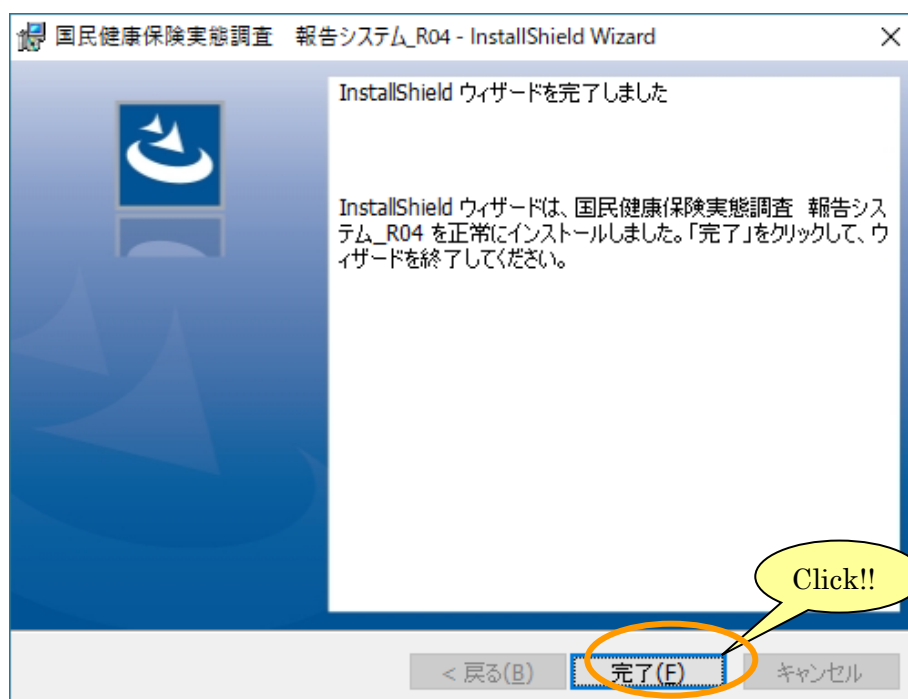 国民健康保険実態調査　報告システム_R04 - InstallShield Wizard
InstallShield ウィザードを完了しました
InstallShield ウィザードは、国民健康保険実態調査　報告シス
テム_R04 を正常にインストールしました。「完了」をクリックして、ウ
ィザードを終了してください。
Click!!
< 戻る(B)
完了(F)
キャンセル